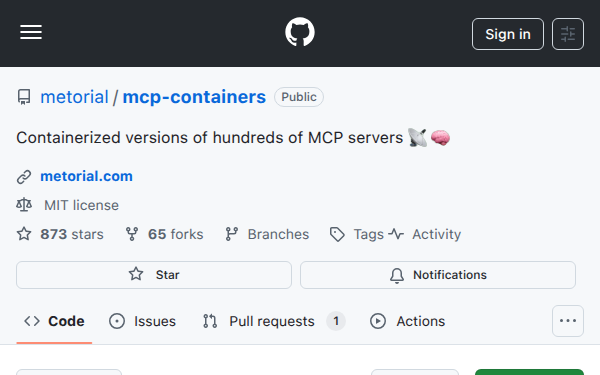 Sign in
metorial / mcp-containers Public
Containerized versions of hundreds of MCP servers 📡🧠
metorial.com
MIT license
873 stars 65 forks Branches Tags Activity
Star Notifications
Code Issues Pull requests 1 Actions